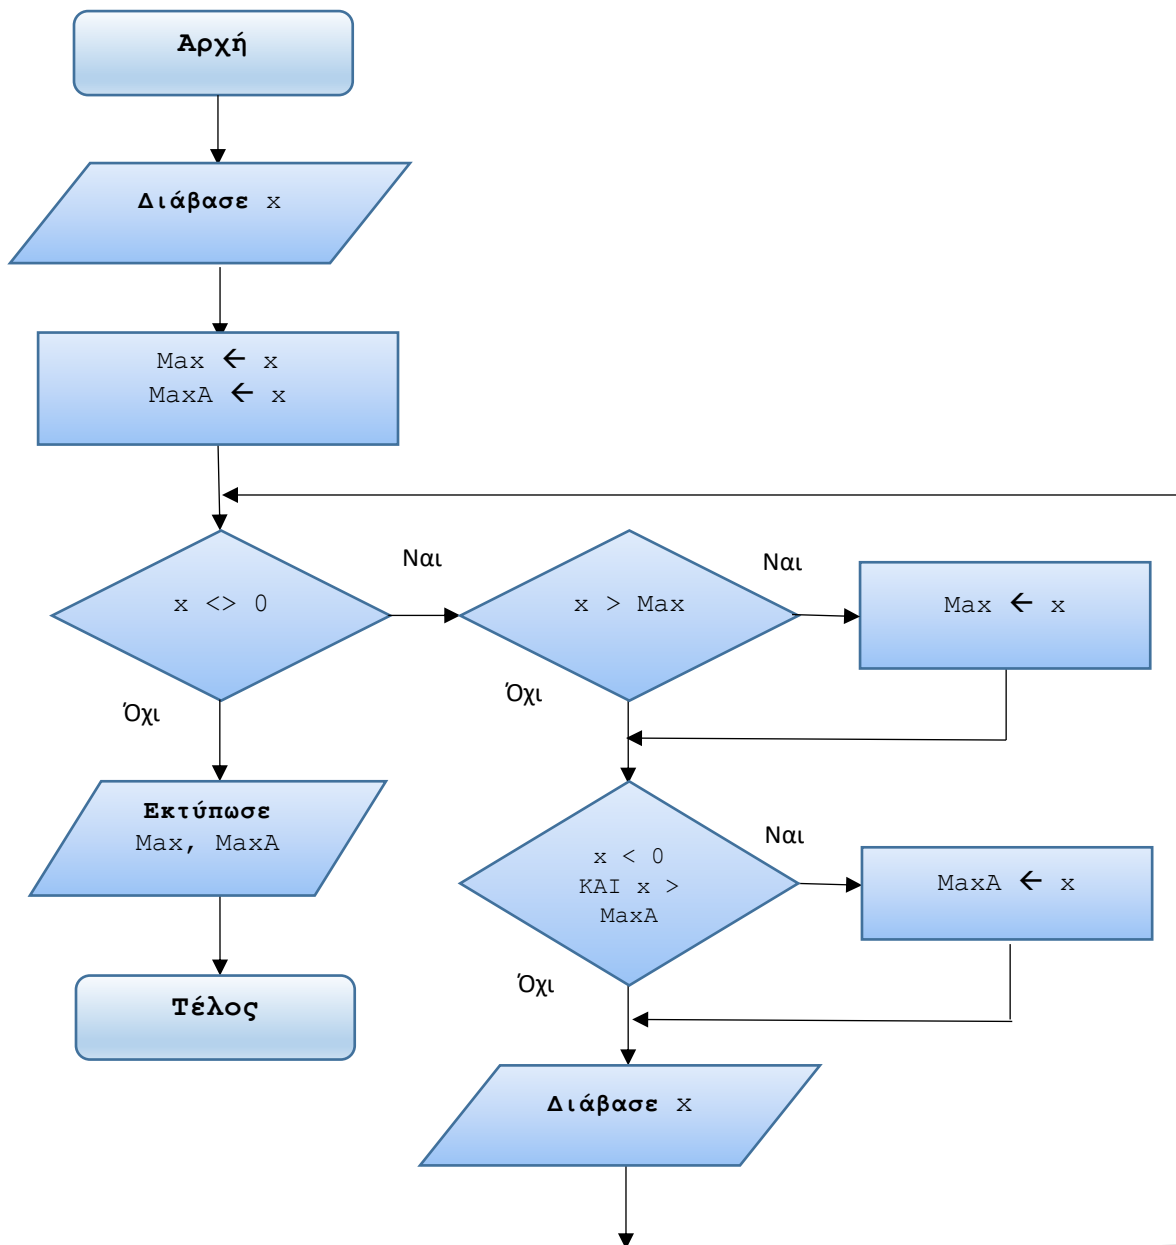 Αρχή
Διάβασε x
Max ← x
MaxA ← x
x <> 0
Ναι
x > Max
Ναι
Max ← x
Όχι
Όχι
Εκτύπωσε
Max, MaxA
x < 0
ΚΑΙ x >
MaxA
Ναι
MaxA ← x
Όχι
Τέλος
Διάβασε x